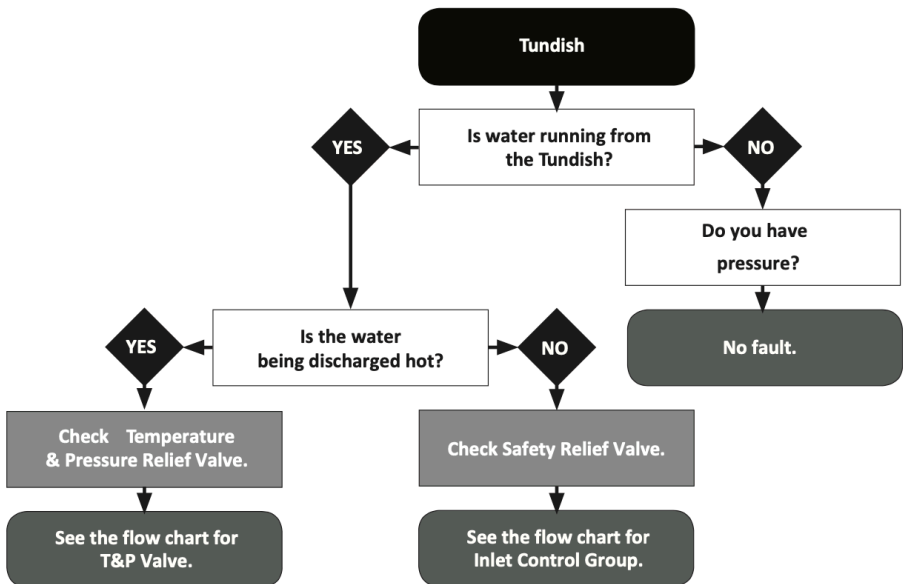 Tundish
Is water running from
the Tundish?
YES
NO
Do you have
pressure?
No fault.
Is the water
being discharged hot?
YES
NO
Check Temperature
& Pressure Relief Valve.
Check Safety Relief Valve.
See the flow chart for
T&P Valve.
See the flow chart for
Inlet Control Group.